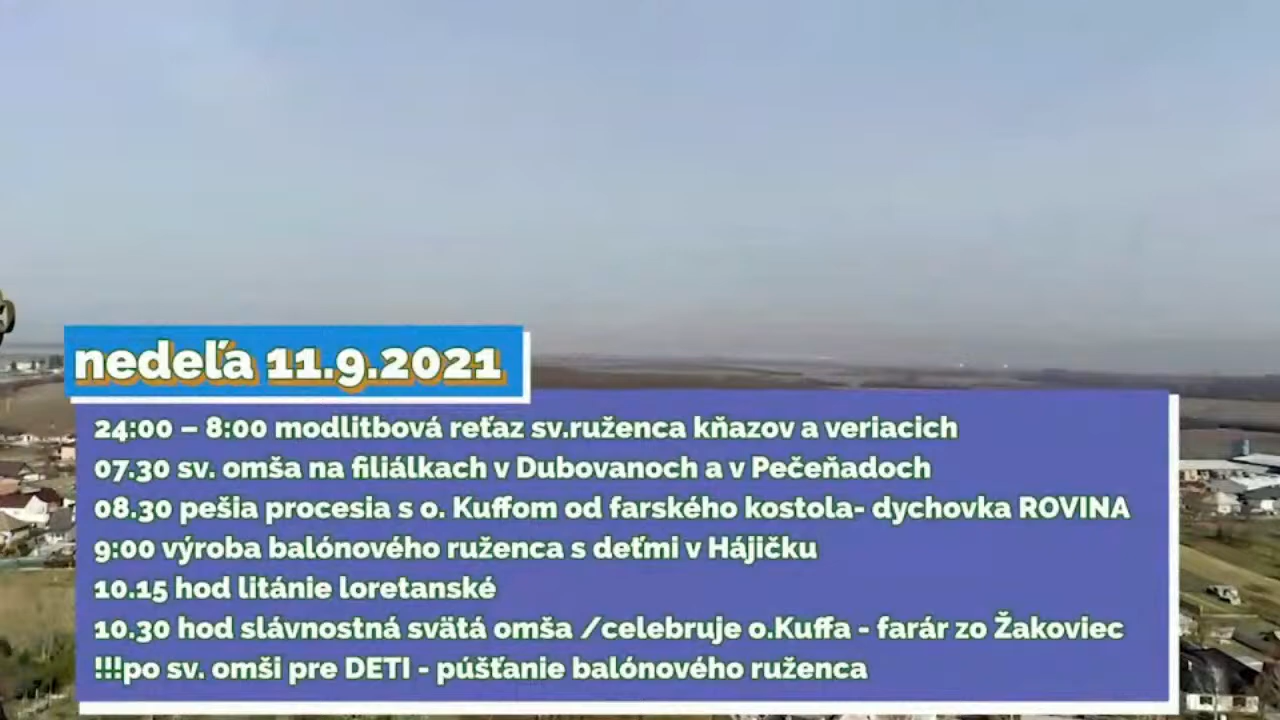 nedeľa 11.9.2021
24:00 – 8:00 modlitbová reťaz sv.ruženca kňazov a veriacich
07.30 sv. omša na filiálkach v Dubovanoch a v Pečeňadoch
08.30 pešia procesia s o. Kuffom od farského kostola- dychovka ROVINA
9:00 výroba balónového ruženca s deťmi v Hájičku
10.15 hod litánie loretanské
10.30 hod slávnostná svätá omša /celebruje o.Kuffa - farár zo Žakoviec
!!!po sv. omši pre DETI - púšťanie balónového ruženca